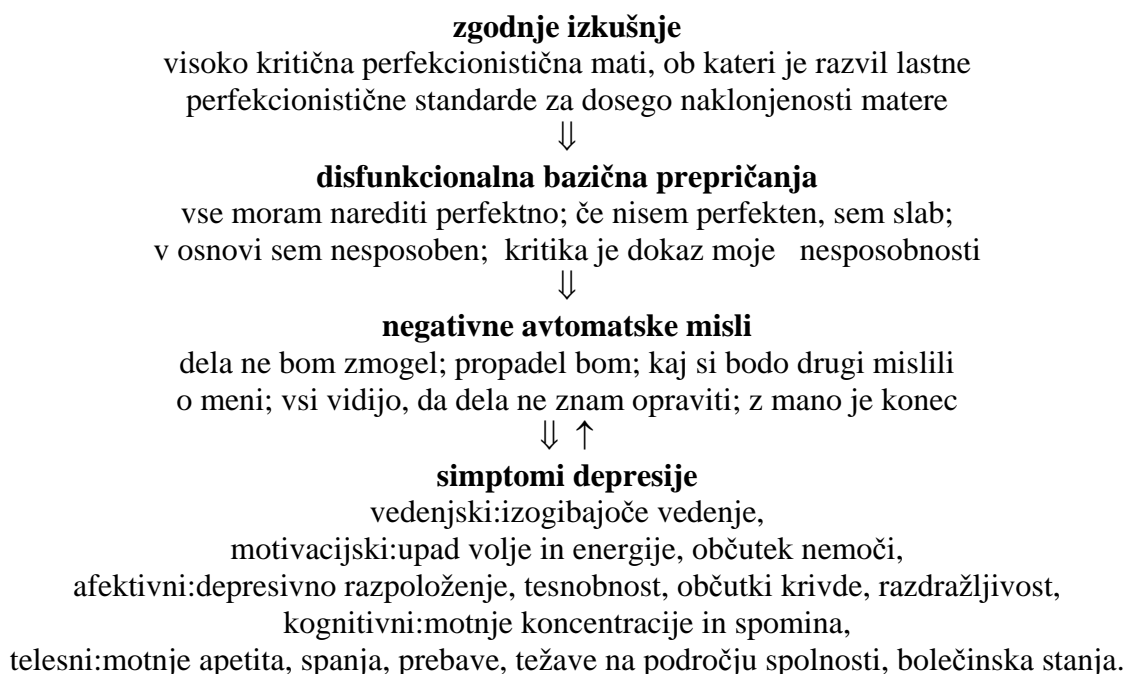 zgodnje izkušnje
visoko kritična perfekcionistična mati, ob kateri je razvil lastne
perfekcionistične standarde za dosego naklonjenosti matere
⇓
disfunkcionalna bazična prepričanja
vse moram narediti perfektno; če nisem perfekten, sem slab;
v osnovi sem nesposoben;  kritika je dokaz moje   nesposobnosti
⇓
negativne avtomatske misli
dela ne bom zmogel; propadel bom; kaj si bodo drugi mislili
o meni; vsi vidijo, da dela ne znam opraviti; z mano je konec
⇓ ↑
simptomi depresije
vedenjski:izogibajoče vedenje,
motivacijski:upad volje in energije, občutek nemoči,
afektivni:depresivno razpoloženje, tesnobnost, občutki krivde, razdražljivost,
kognitivni:motnje koncentracije in spomina,
telesni:motnje apetita, spanja, prebave, težave na področju spolnosti, bolečinska stanja.